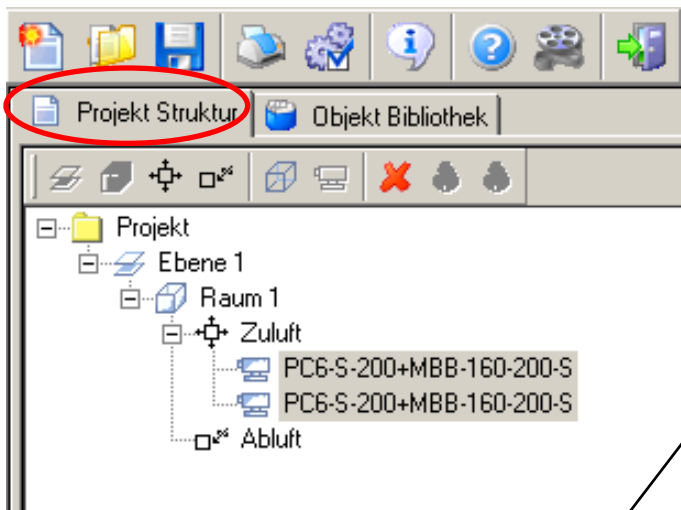 Projekt Struktur Objekt Bibliothek
Projekt
Ebene 1
Raum 1
Zuluft
PC6-S-200+MBB-160-200-S
PC6-S-200+MBB-160-200-S
Abluft